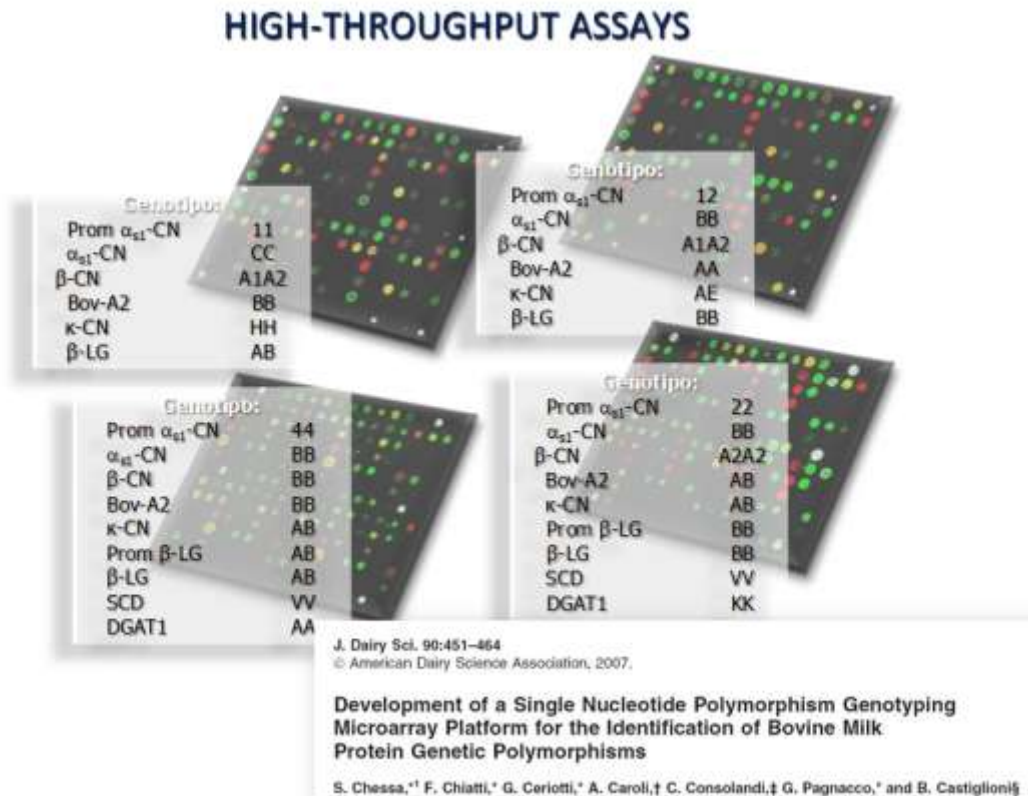 HIGH-THROUGHPUT ASSAYS
Genotipo:
Prom αs1-CN 11
αs1-CN CC
β-CN A1A2
Bov-A2 BB
κ-CN HH
β-LG AB
Genotipo:
Prom αs1-CN 12
αs1-CN BB
β-CN A1A2
Bov-A2 AA
κ-CN AE
β-LG BB
Genotipo:
Prom αs1-CN 44
αs1-CN BB
β-CN BB
Bov-A2 BB
κ-CN AB
Prom β-LG AB
β-LG AB
SCD VV
DGAT1 AA
Genotipo:
Prom αs1-CN 22
αs1-CN BB
β-CN A2A2
Bov-A2 AB
κ-CN AB
Prom β-LG BB
β-LG BB
SCD VV
DGAT1 KK
J. Dairy Sci. 90:451–464
© American Dairy Science Association, 2007.
Development of a Single Nucleotide Polymorphism Genotyping
Microarray Platform for the Identification of Bovine Milk
Protein Genetic Polymorphisms
S. Chessa,*† F. Chiatti,* G. Ceriotti,* A. Caroli,† C. Consolandi,‡ G. Pagnacco,* and B. Castiglioni§